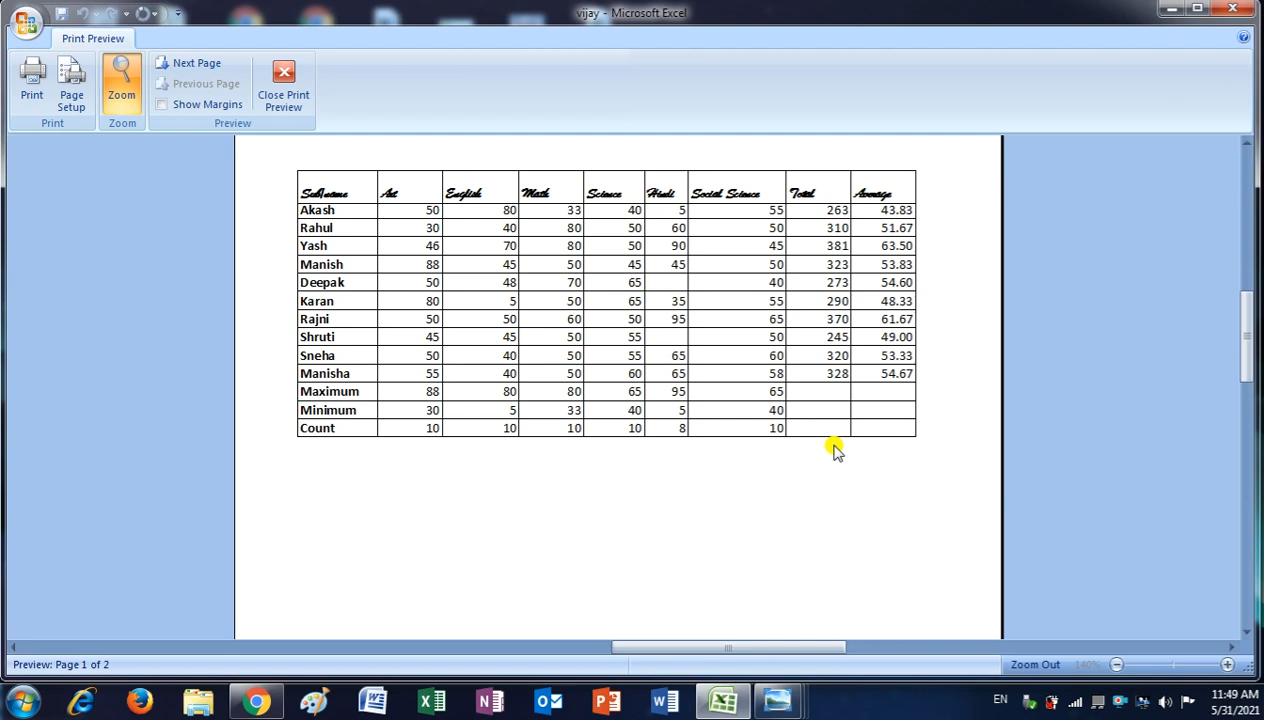 vijay - Microsoft Excel
Print Preview
Print
Page Setup
Zoom
Next Page
Previous Page
Show Margins
Close Print Preview
Print Zoom Preview
Sub\name Art English Math Science Hindi Social Science Total Average
Akash 50 80 33 40 5 55 263 43.83
Rahul 30 40 80 50 60 50 310 51.67
Yash 46 70 80 50 90 45 381 63.50
Manish 88 45 50 45 45 50 323 53.83
Deepak 50 48 70 65 40 273 54.60
Karan 80 5 50 65 35 55 290 48.33
Rajni 50 50 60 50 95 65 370 61.67
Shruti 45 45 50 55 50 245 49.00
Sneha 50 40 50 55 65 60 320 53.33
Manisha 55 40 50 60 65 58 328 54.67
Maximum 88 80 80 65 95 65
Minimum 30 5 33 40 5 40
Count 10 10 10 10 8 10
Preview: Page 1 of 2
Zoom Out 140%
EN
11:49 AM
5/31/2021